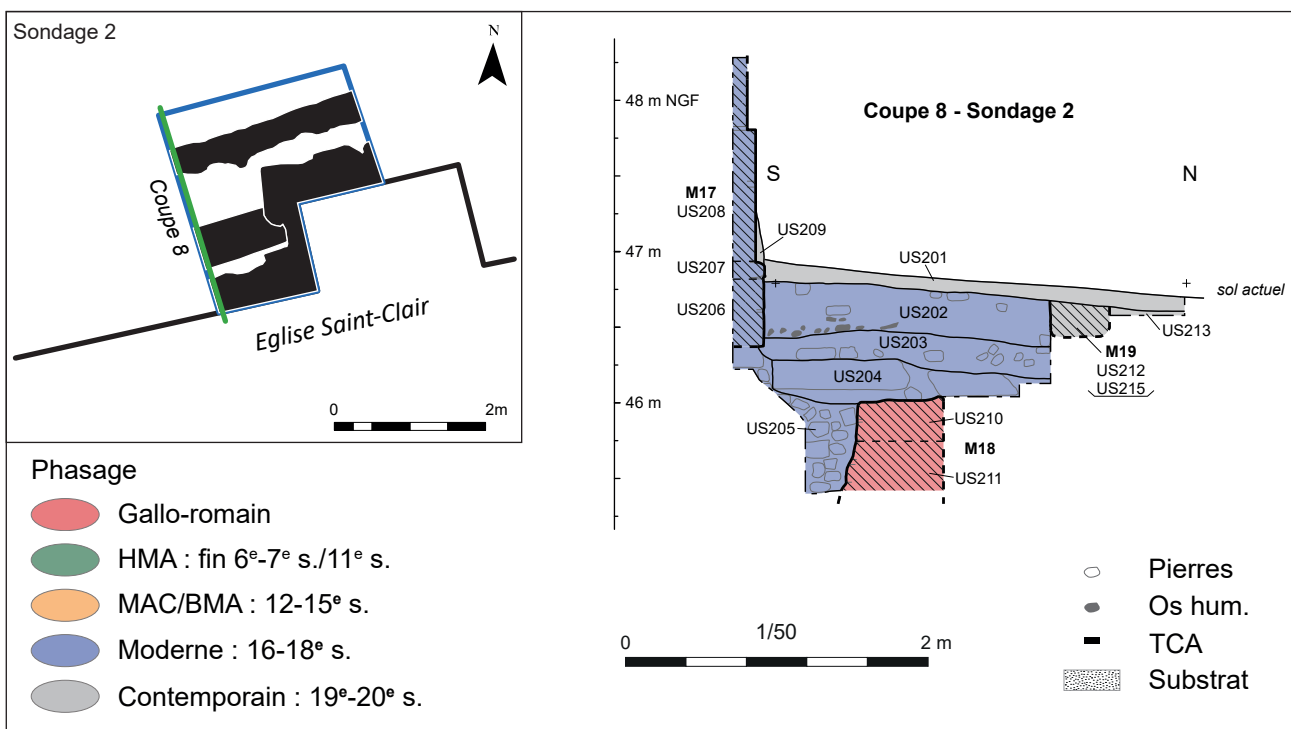 Sondage 2
N
Coupe 8
Eglise Saint-Clair
0 2m
Phasage
Gallo-romain
HMA : fin 6e-7e s./11e s.
MAC/BMA : 12-15e s.
Moderne : 16-18e s.
Contemporain : 19e-20e s.
48 m NGF
Coupe 8 - Sondage 2
S
N
M17
US208
US209
47 m
US207
US201
sol actuel
US206
US202
US213
US203
M19
US212
US215
US204
46 m
US205
US210
M18
US211
0 1/50 2 m
Pierres
Os hum.
TCA
Substrat